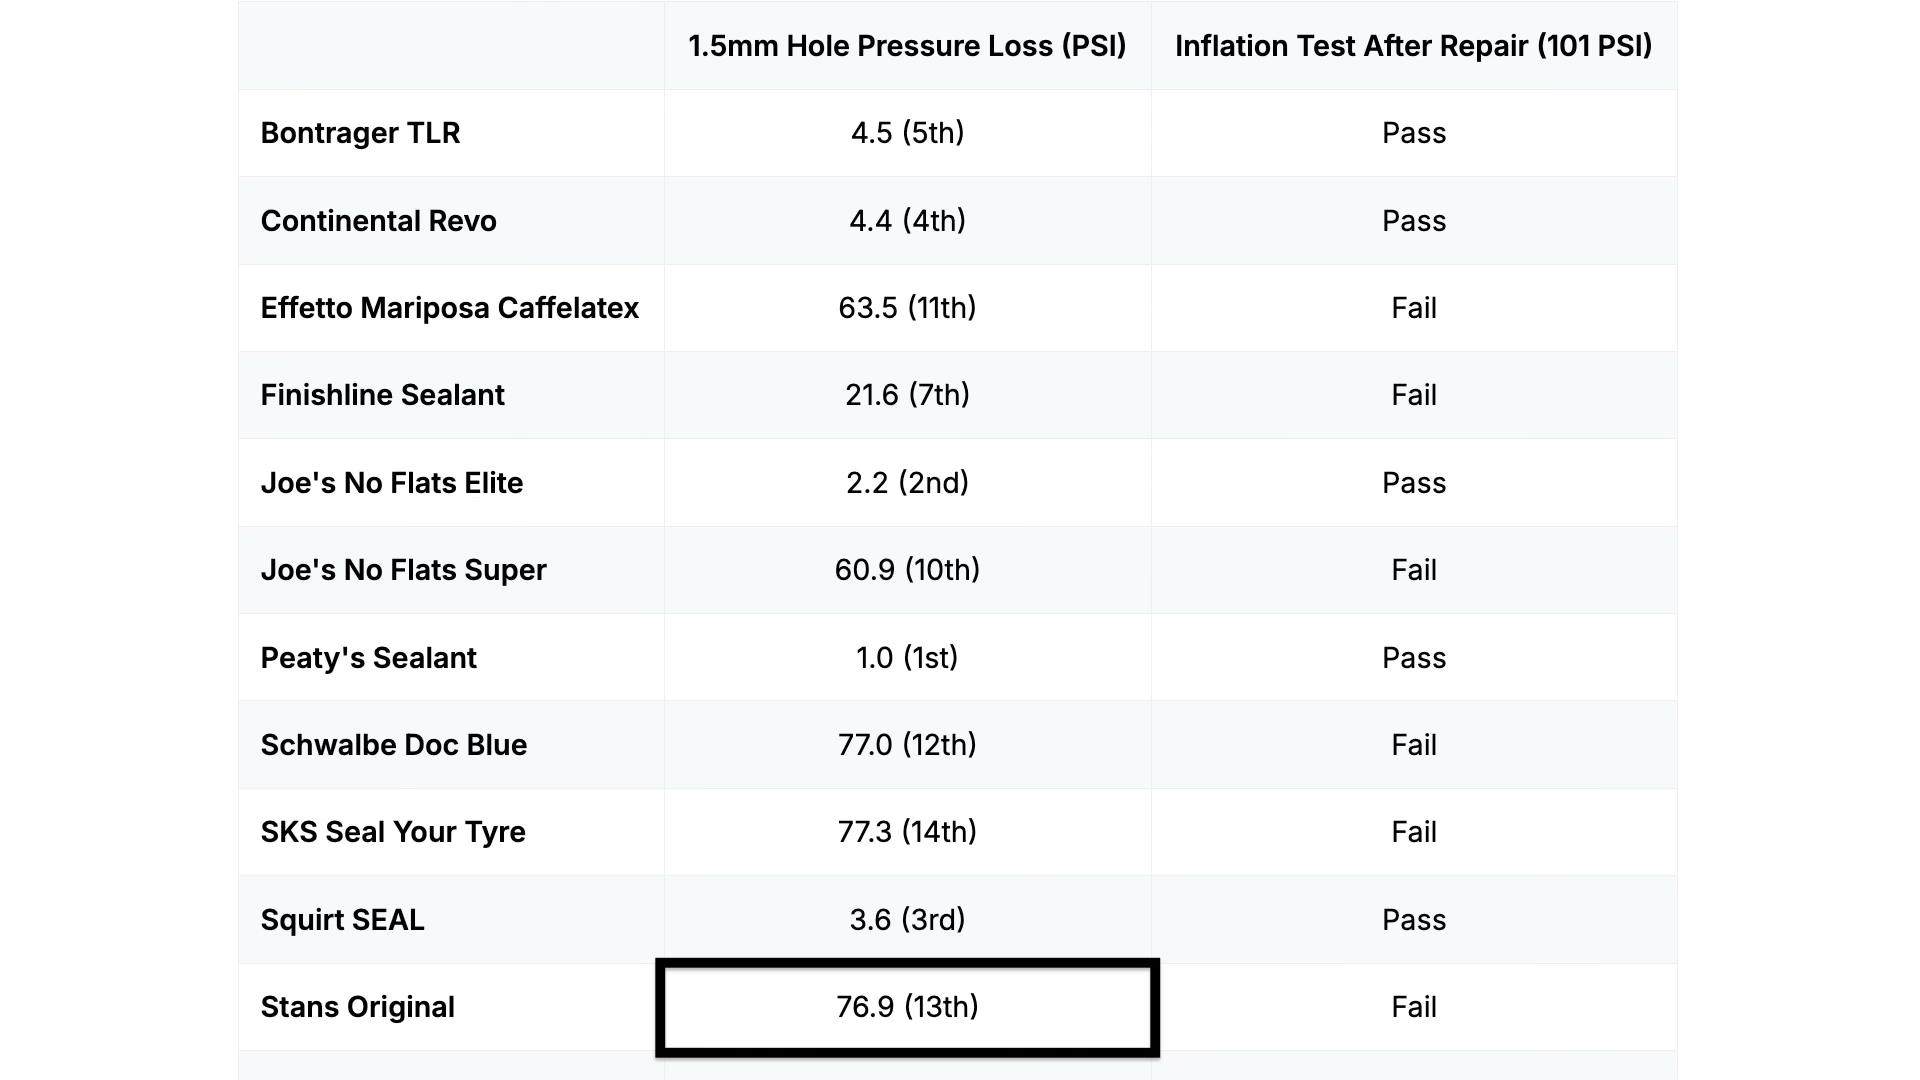 1.5mm Hole Pressure Loss (PSI) Inflation Test After Repair (101 PSI)
Bontrager TLR 4.5 (5th) Pass
Continental Revo 4.4 (4th) Pass
Effetto Mariposa Caffelatex 63.5 (11th) Fail
Finishline Sealant 21.6 (7th) Fail
Joe's No Flats Elite 2.2 (2nd) Pass
Joe's No Flats Super 60.9 (10th) Fail
Peaty's Sealant 1.0 (1st) Pass
Schwalbe Doc Blue 77.0 (12th) Fail
SKS Seal Your Tyre 77.3 (14th) Fail
Squirt SEAL 3.6 (3rd) Pass
Stans Original 76.9 (13th) Fail